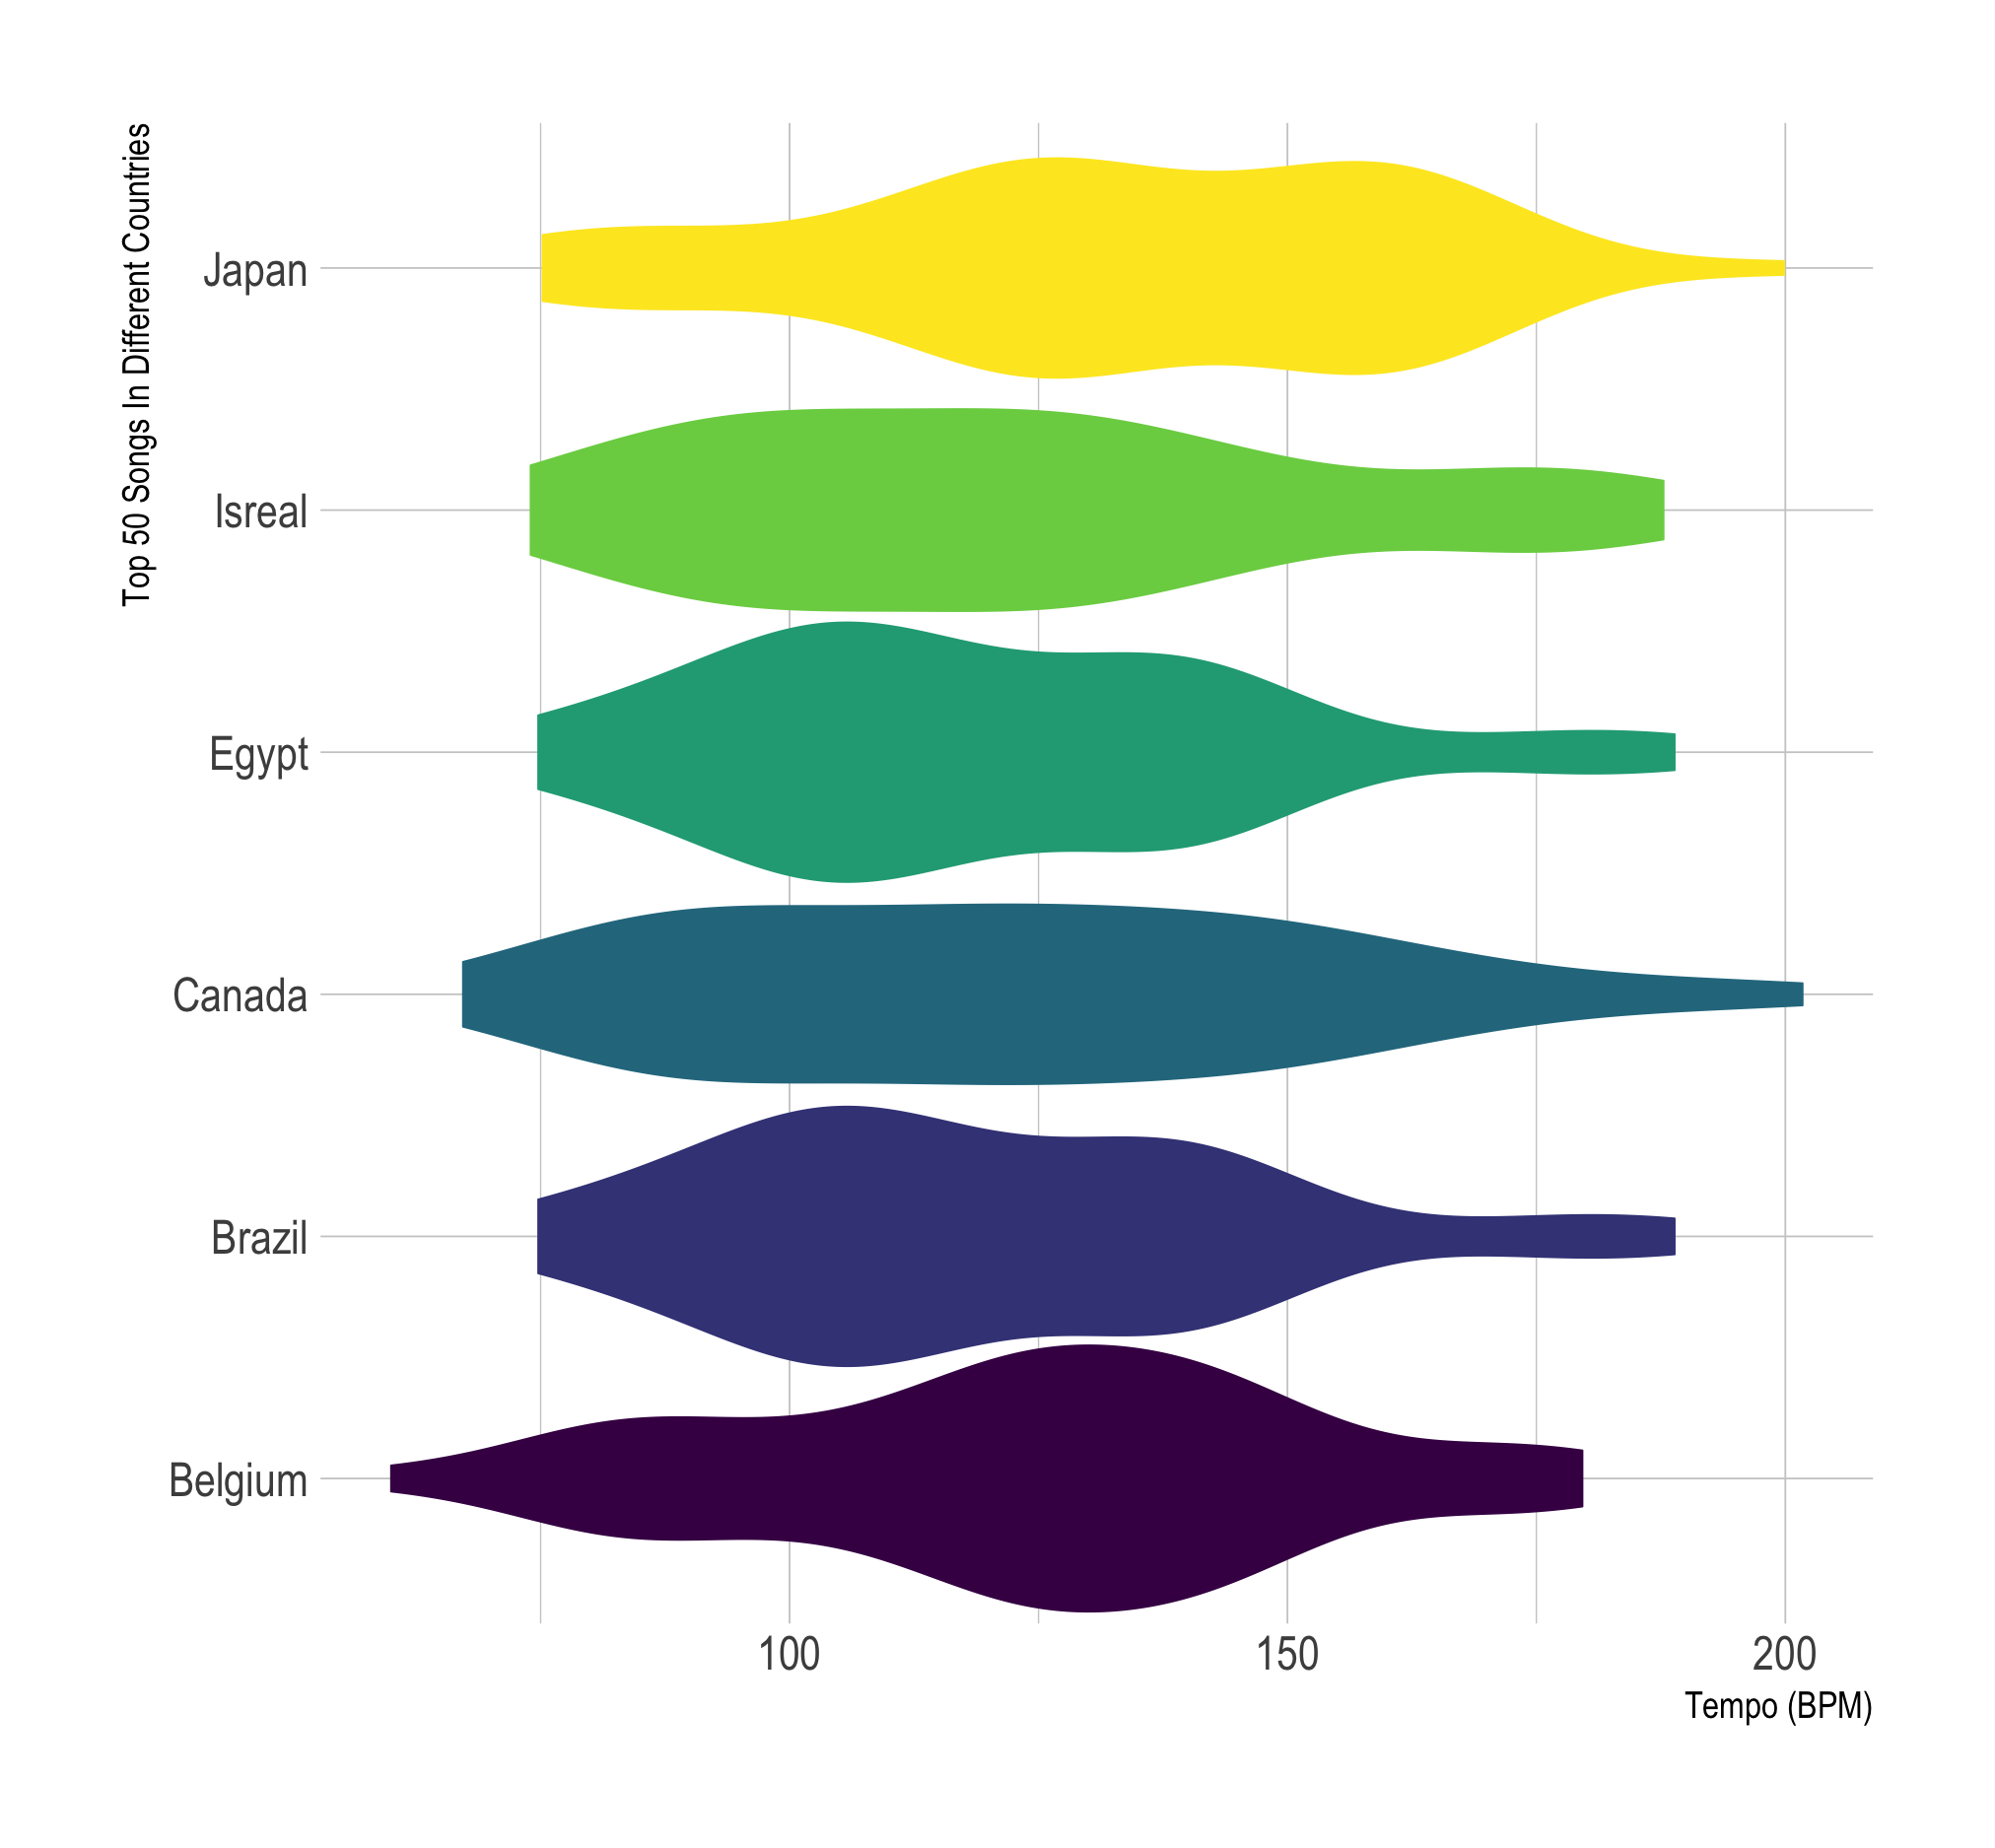 Top 50 Songs In Different Countries
Japan
Isreal
Egypt
Canada
Brazil
Belgium
100 150 200
Tempo (BPM)